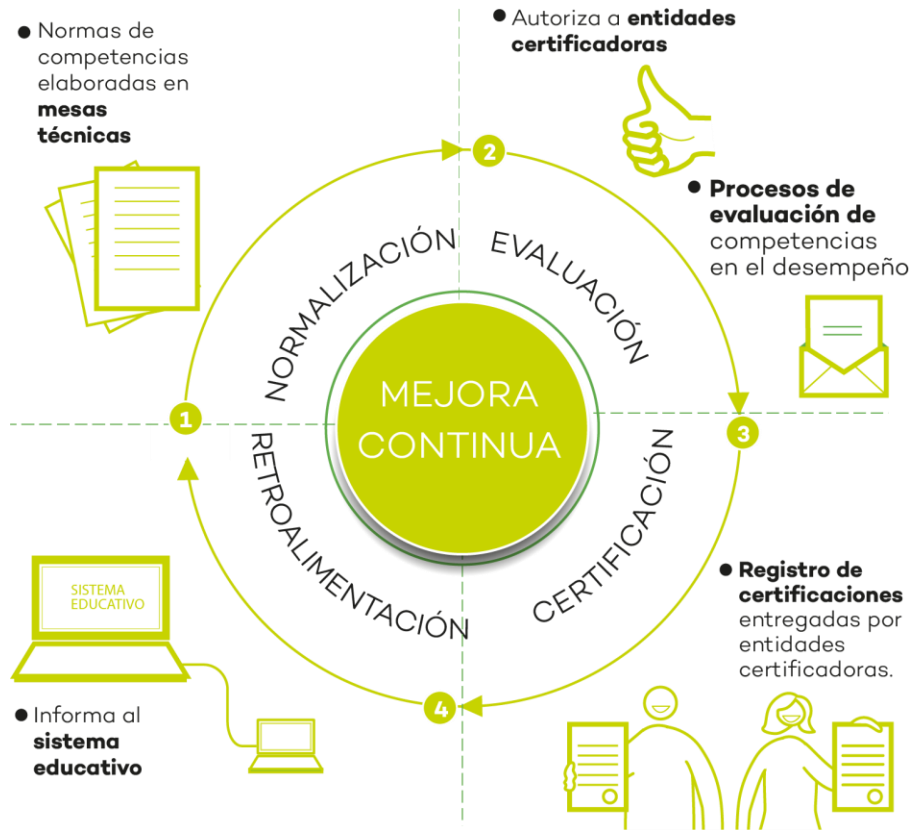 ● Normas de
competencias
elaboradas en
mesas
técnicas
● Autoriza a entidades
certificadoras
● Procesos de
evaluación de
competencias
en el desempeño
1
NORMALIZACIÓN
2
EVALUACIÓN
MEJORA
CONTINUA
3
CERTIFICACIÓN
● Registro de
certificaciones
entregadas por
entidades
certificadoras.
4
RETROALIMENTACIÓN
SISTEMA
EDUCATIVO
● Informa al
sistema
educativo